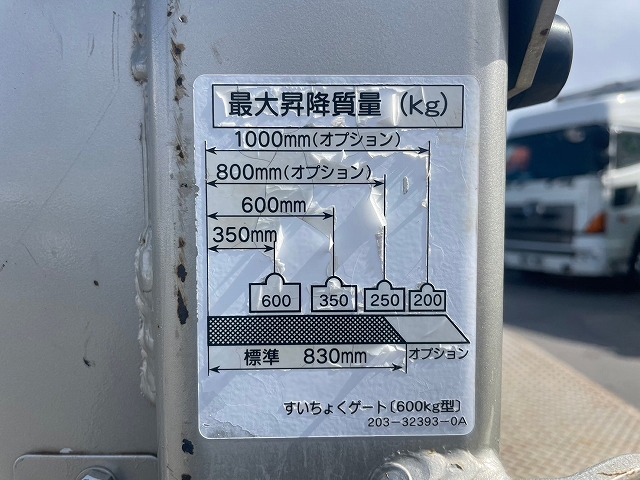 最大昇降質量 (kg)
1000mm(オプション)
800mm(オプション)
600mm
350mm
600 350 250 200
標準 830mm オプション
すいちょくゲート〔600kg型〕
203-32393-0A